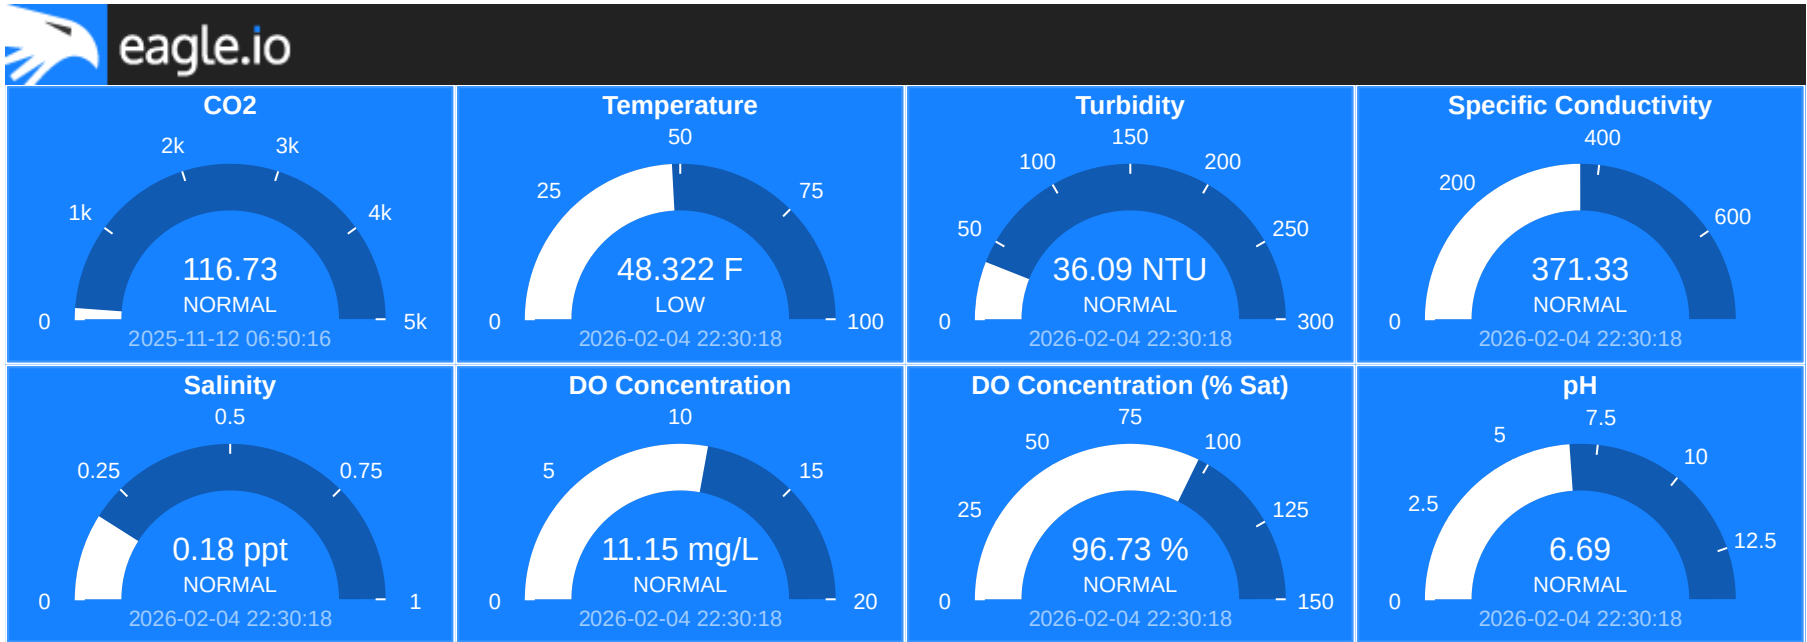 eagle.io
CO2
0
1k
2k
3k
4k
5k
116.73
NORMAL
2025-11-12 06:50:16
Temperature
0
25
50
75
100
48.322 F
LOW
2026-02-04 22:30:18
Turbidity
0
50
100
150
200
250
300
36.09 NTU
NORMAL
2026-02-04 22:30:18
Specific Conductivity
0
200
400
600
371.33
NORMAL
2026-02-04 22:30:18
Salinity
0
0.25
0.5
0.75
1
0.18 ppt
NORMAL
2026-02-04 22:30:18
DO Concentration
0
5
10
15
20
11.15 mg/L
NORMAL
2026-02-04 22:30:18
DO Concentration (% Sat)
0
25
50
75
100
125
150
96.73 %
NORMAL
2026-02-04 22:30:18
pH
0
2.5
5
7.5
10
12.5
6.69
NORMAL
2026-02-04 22:30:18